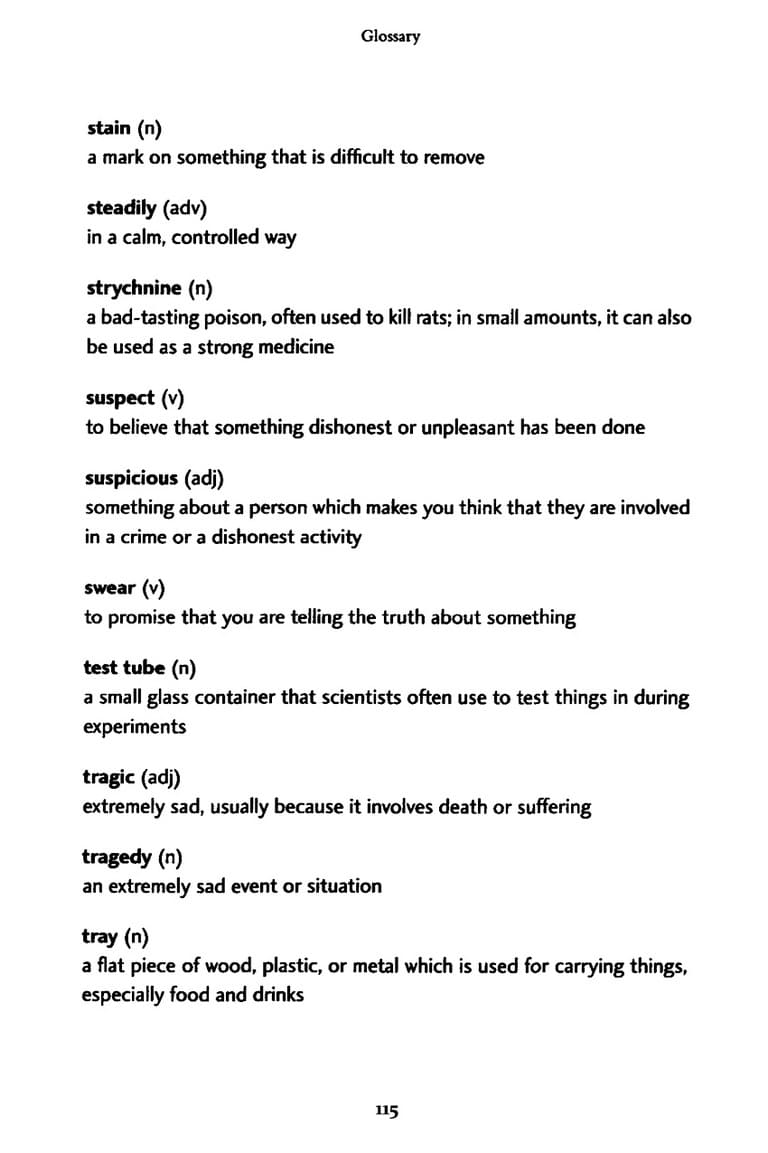 Glossary
stain (n)
a mark on something that is difficult to remove
steadily (adv)
in a calm, controlled way
strychnine (n)
a bad-tasting poison, often used to kill rats; in small amounts, it can also
be used as a strong medicine
suspect (v)
to believe that something dishonest or unpleasant has been done
suspicious (adj)
something about a person which makes you think that they are involved
in a crime or a dishonest activity
swear (v)
to promise that you are telling the truth about something
test tube (n)
a small glass container that scientists often use to test things in during
experiments
tragic (adj)
extremely sad, usually because it involves death or suffering
tragedy (n)
an extremely sad event or situation
tray (n)
a flat piece of wood, plastic, or metal which is used for carrying things,
especially food and drinks
115